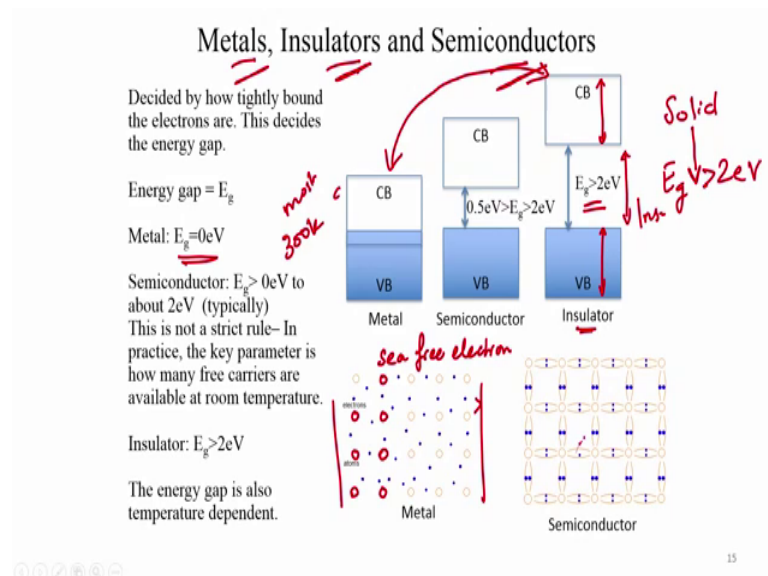 Metals, Insulators and Semiconductors
Decided by how tightly bound
the electrons are. This decides
the energy gap.
Energy gap = Eg
Metal: Eg=0eV
Semiconductor: Eg> 0eV to
about 2eV (typically)
This is not a strict rule– In
practice, the key parameter is
how many free carriers are
available at room temperature.
Insulator: Eg>2eV
The energy gap is also
temperature dependent.
300K
CB
VB
Metal
CB
0.5eV>Eg>2eV
VB
Semiconductor
CB
Eg>2eV
VB
Insulator
Solid
Eg>2eV
Ins.
sea free electron
electrons
atoms
Metal
Semiconductor
15